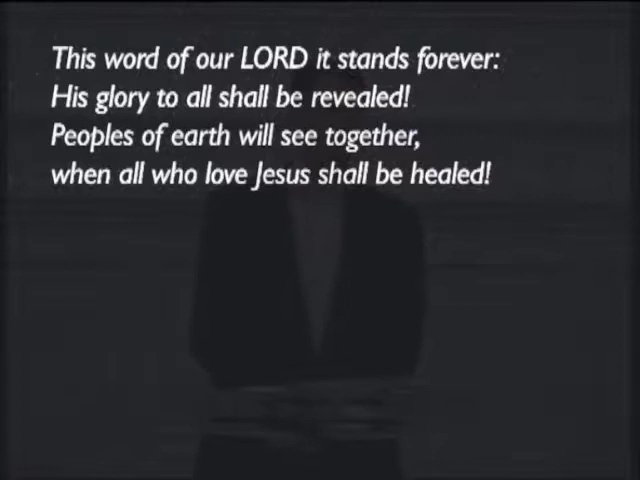 This word of our LORD it stands forever:
His glory to all shall be revealed!
Peoples of earth will see together,
when all who love Jesus shall be healed!